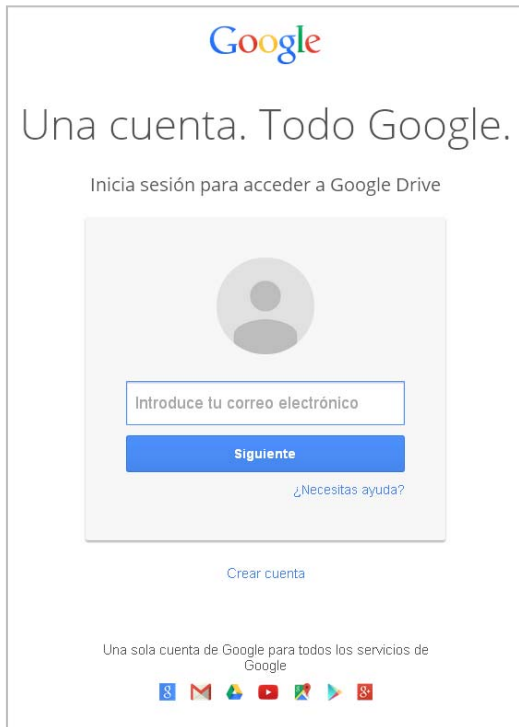 Google
Una cuenta. Todo Google.
Inicia sesión para acceder a Google Drive
Introduce tu correo electrónico
Siguiente
¿Necesitas ayuda?
Crear cuenta
Una sola cuenta de Google para todos los servicios de
Google